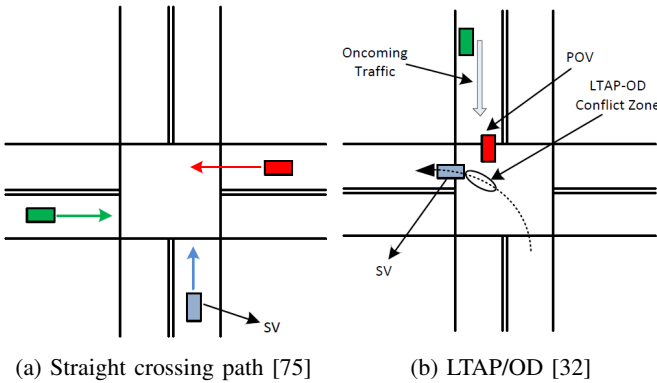 SV
(a) Straight crossing path [75]
Oncoming
Traffic
POV
LTAP-OD
Conflict Zone
SV
(b) LTAP/OD [32]